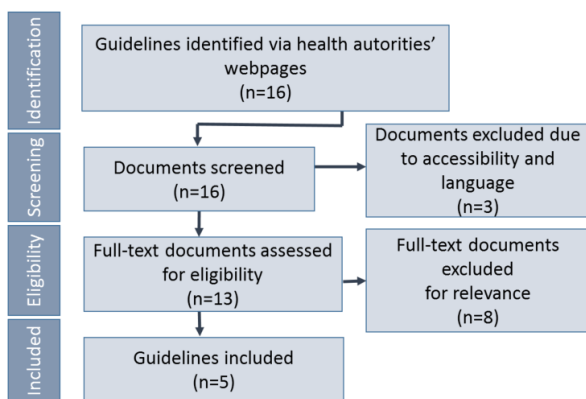 Identification
Guidelines identified via health autorities’
webpages
(n=16)
Screening
Documents screened
(n=16)
Documents excluded due
to accessibility and
language
(n=3)
Eligibility
Full-text documents assessed
for eligibility
(n=13)
Full-text documents
excluded
for relevance
(n=8)
Included
Guidelines included
(n=5)